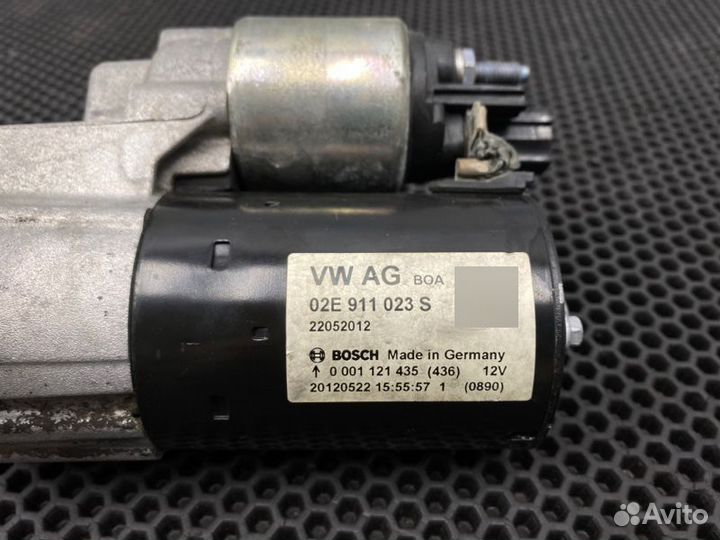 VW AG BOA
02E 911 023 S
22052012
BOSCH Made in Germany
↑ 0 001 121 435 (436) 12V
20120522 15:55:57 1 (0890)
Avito